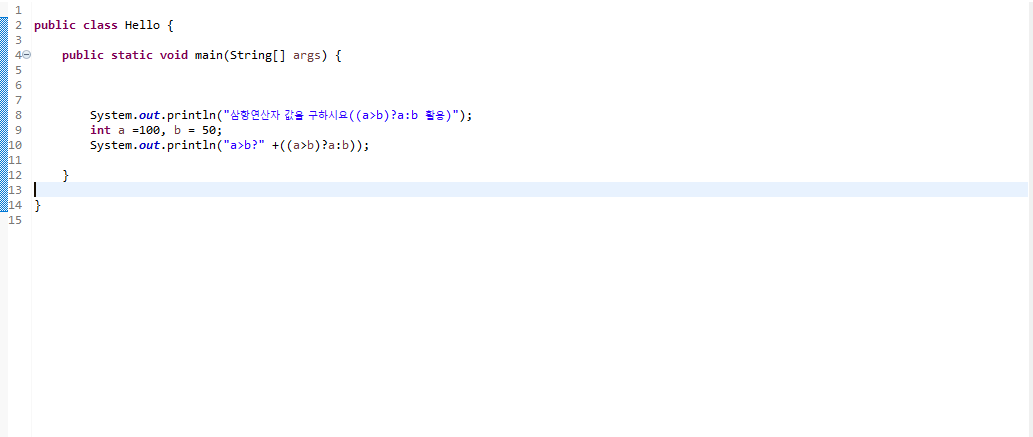 1
2 public class Hello {
3
4 public static void main(String[] args) {
5
6
7
8 System.out.println("삼항연산자 값을 구하시요((a>b)?a:b 활용)");
9 int a =100, b = 50;
10 System.out.println("a>b?" +((a>b)?a:b));
11
12 }
13
14 }
15